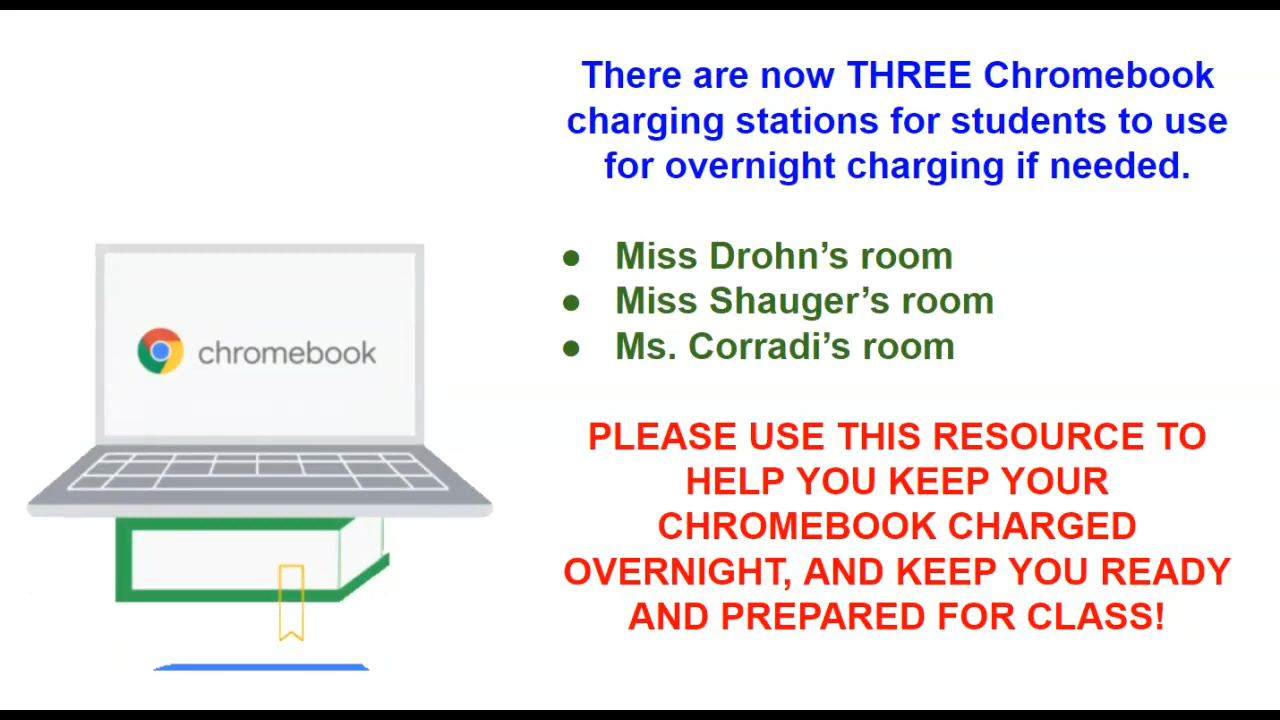 There are now THREE Chromebook
charging stations for students to use
for overnight charging if needed.
● Miss Drohn’s room
● Miss Shauger’s room
● Ms. Corradi’s room
chromebook
PLEASE USE THIS RESOURCE TO
HELP YOU KEEP YOUR
CHROMEBOOK CHARGED
OVERNIGHT, AND KEEP YOU READY
AND PREPARED FOR CLASS!